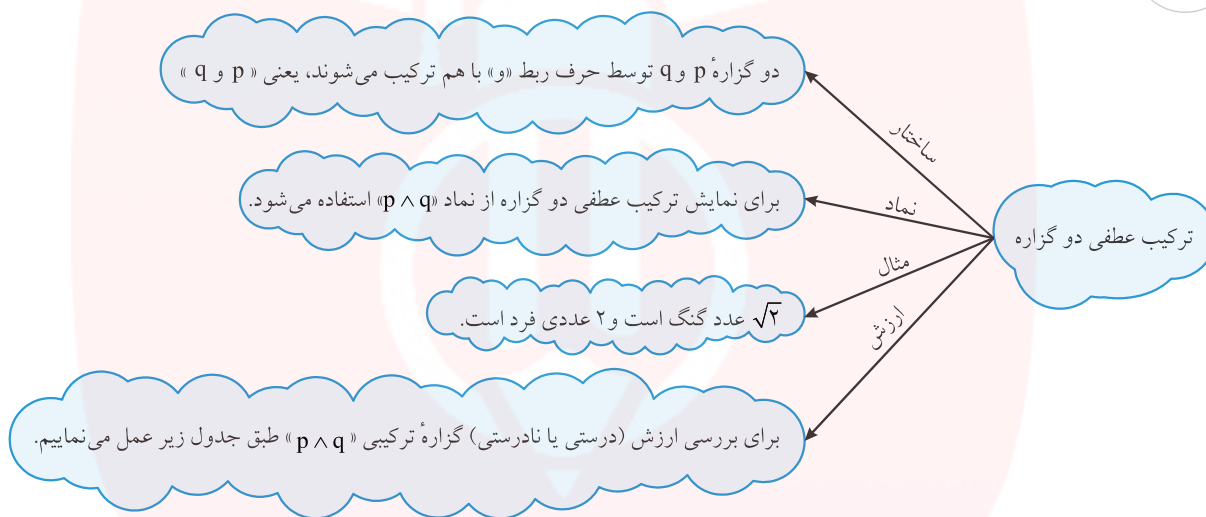 دو گزارهٔ p و q توسط حرف ربط «و» با هم ترکیب می‌شوند، یعنی « p و q »
ساختار
برای نمایش ترکیب عطفی دو گزاره از نماد «p ∧ q» استفاده می‌شود.
نماد
ترکیب عطفی دو گزاره
مثال
√۲ عدد گنگ است و ۲ عددی فرد است.
ارزش
برای بررسی ارزش (درستی یا نادرستی) گزارهٔ ترکیبی « p ∧ q » طبق جدول زیر عمل می‌نماییم.